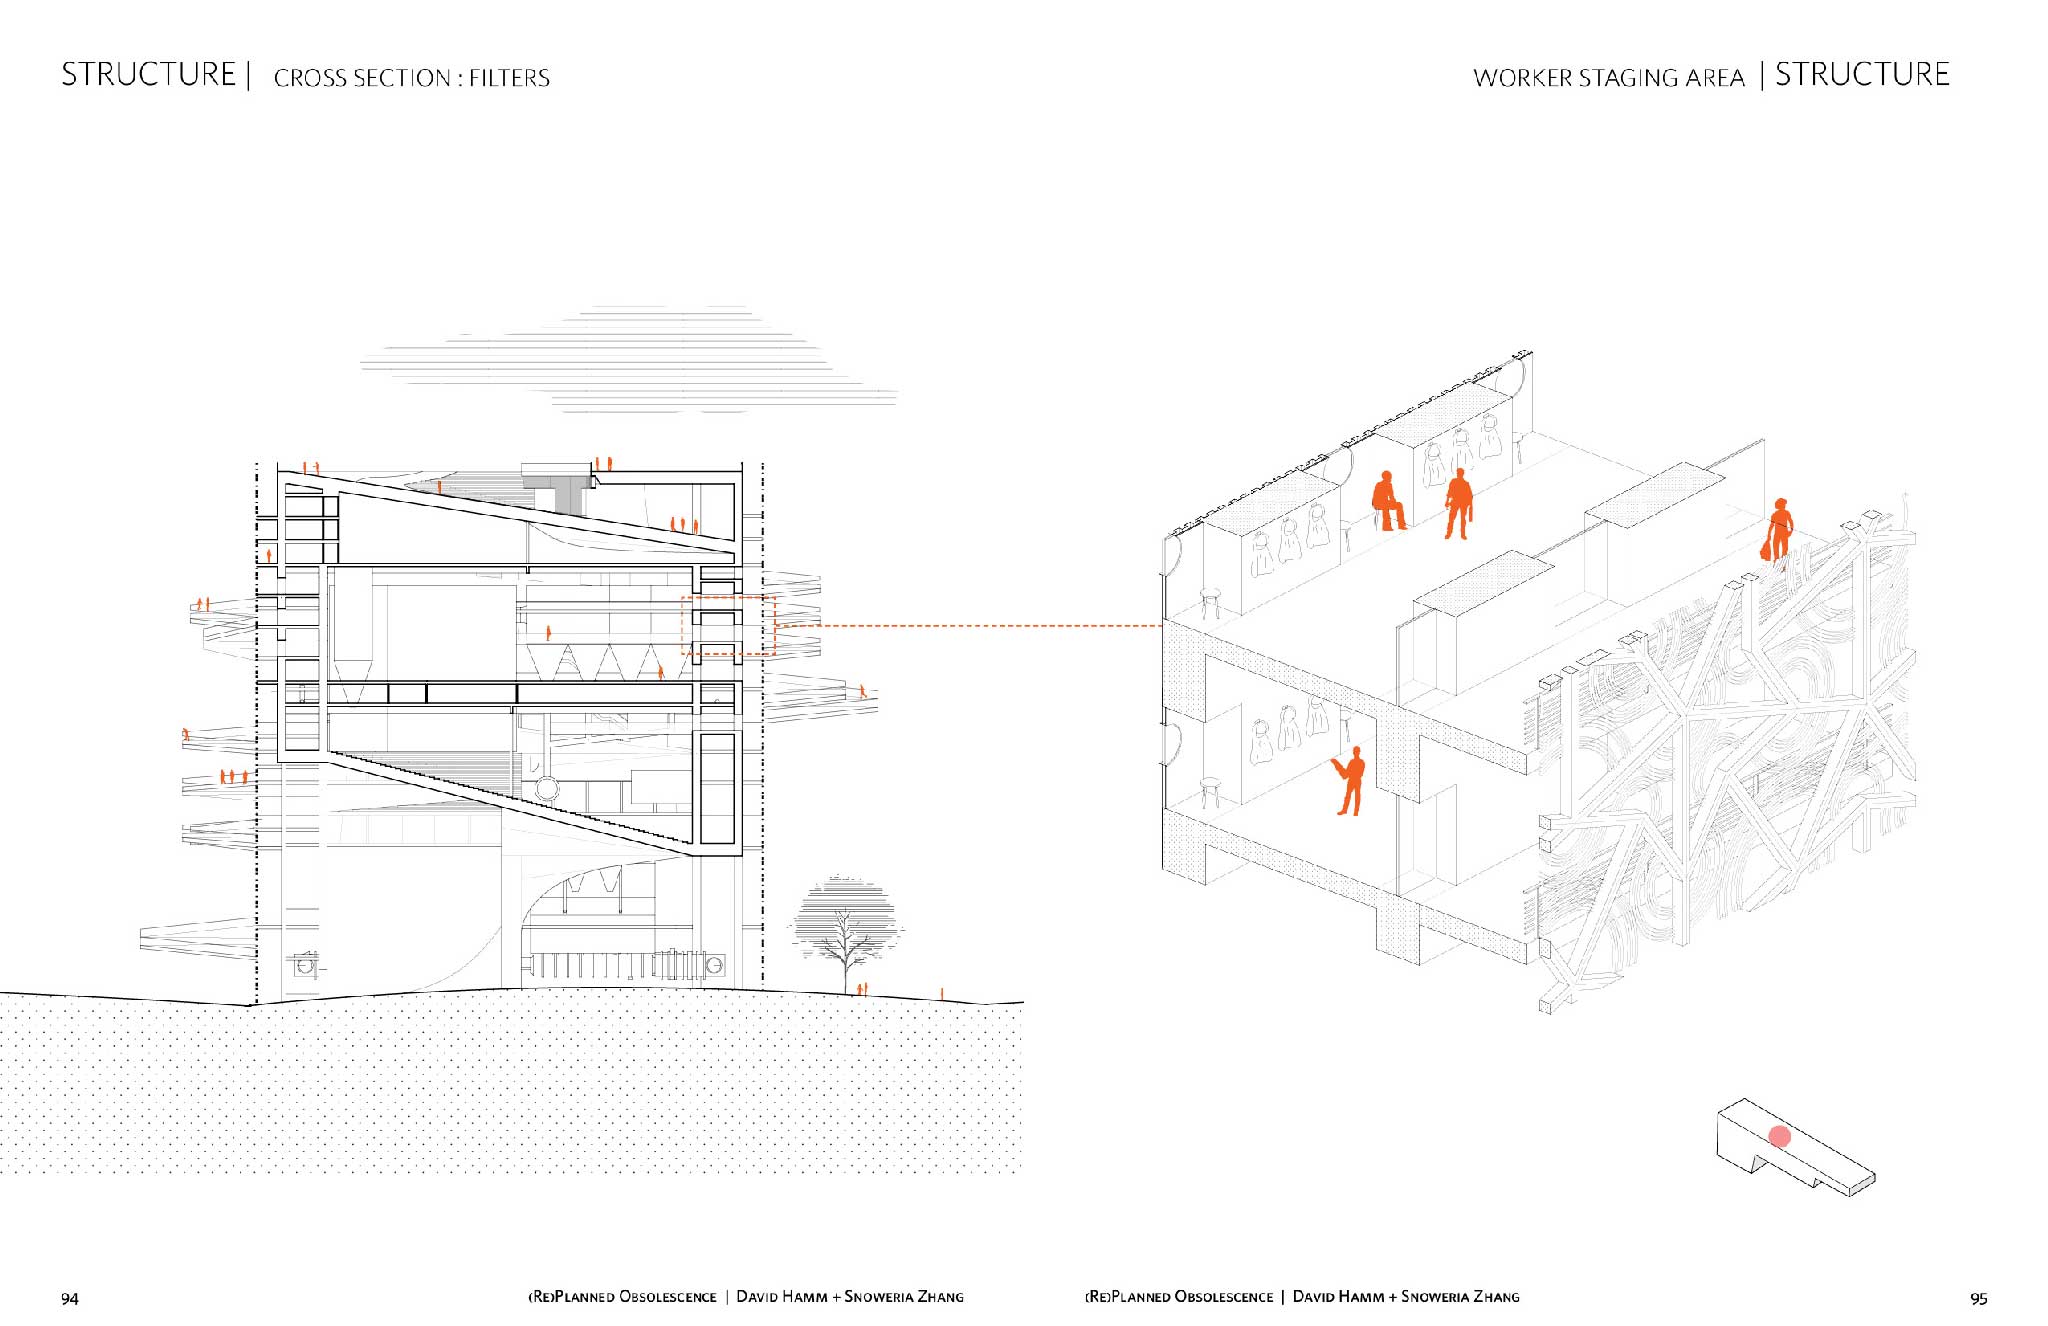 STRUCTURE | CROSS SECTION : FILTERS
WORKER STAGING AREA | STRUCTURE
94
(Re)Planned Obsolescence | David Hamm + Snoweria Zhang
(Re)Planned Obsolescence | David Hamm + Snoweria Zhang
95